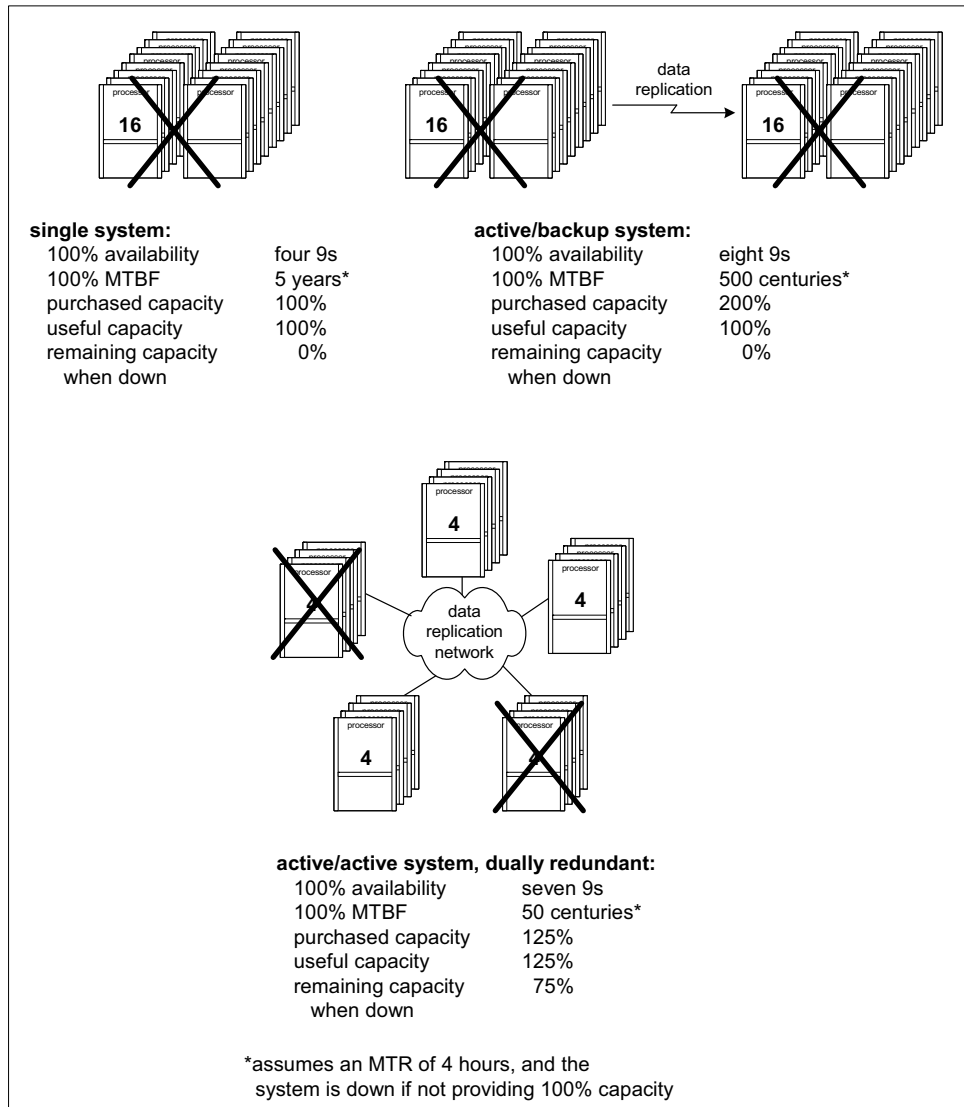 processor
16
processor
processor
16
processor
data
replication
processor
16
processor
single system:
100% availability four 9s
100% MTBF 5 years*
purchased capacity 100%
useful capacity 100%
remaining capacity 0%
when down
active/backup system:
100% availability eight 9s
100% MTBF 500 centuries*
purchased capacity 200%
useful capacity 100%
remaining capacity 0%
when down
processor
4
processor
4
processor
4
data
replication
network
processor
4
processor
4
active/active system, dually redundant:
100% availability seven 9s
100% MTBF 50 centuries*
purchased capacity 125%
useful capacity 125%
remaining capacity 75%
when down
*assumes an MTR of 4 hours, and the
system is down if not providing 100% capacity